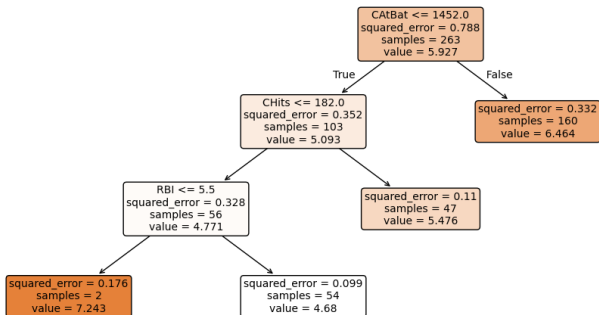 CAtBat <= 1452.0
squared_error = 0.788
samples = 263
value = 5.927
True
False
CHits <= 182.0
squared_error = 0.352
samples = 103
value = 5.093
squared_error = 0.332
samples = 160
value = 6.464
RBI <= 5.5
squared_error = 0.328
samples = 56
value = 4.771
squared_error = 0.11
samples = 47
value = 5.476
squared_error = 0.176
samples = 2
value = 7.243
squared_error = 0.099
samples = 54
value = 4.68